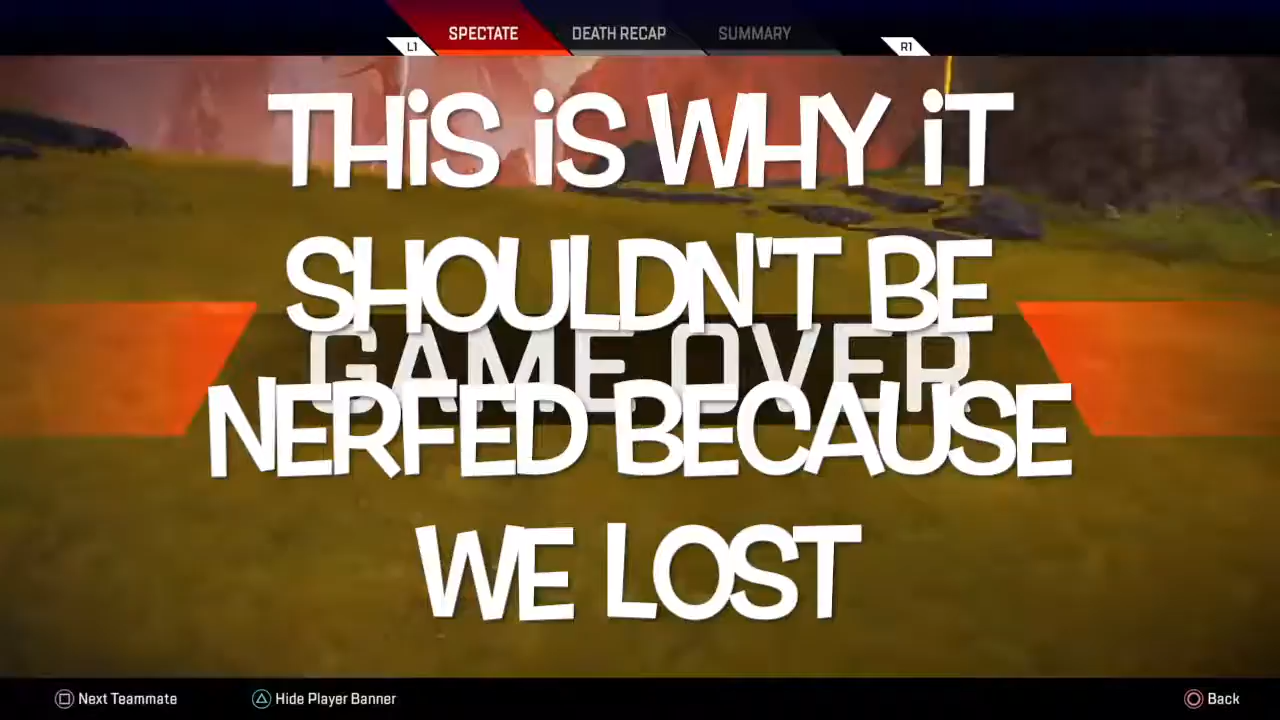 SPECTATE DEATH RECAP SUMMARY
L1 R1
THiS iS WHY iT
SHOULDN'T BE
GAME OVER
NERFED BECAUSE
WE LOST
Next Teammate Hide Player Banner Back